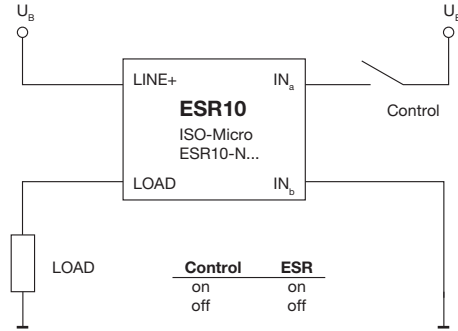 U_B U_B
LINE+ IN_a
ESR10
ISO-Micro
ESR10-N...
Control
LOAD IN_b
LOAD
Control ESR
on on
off off